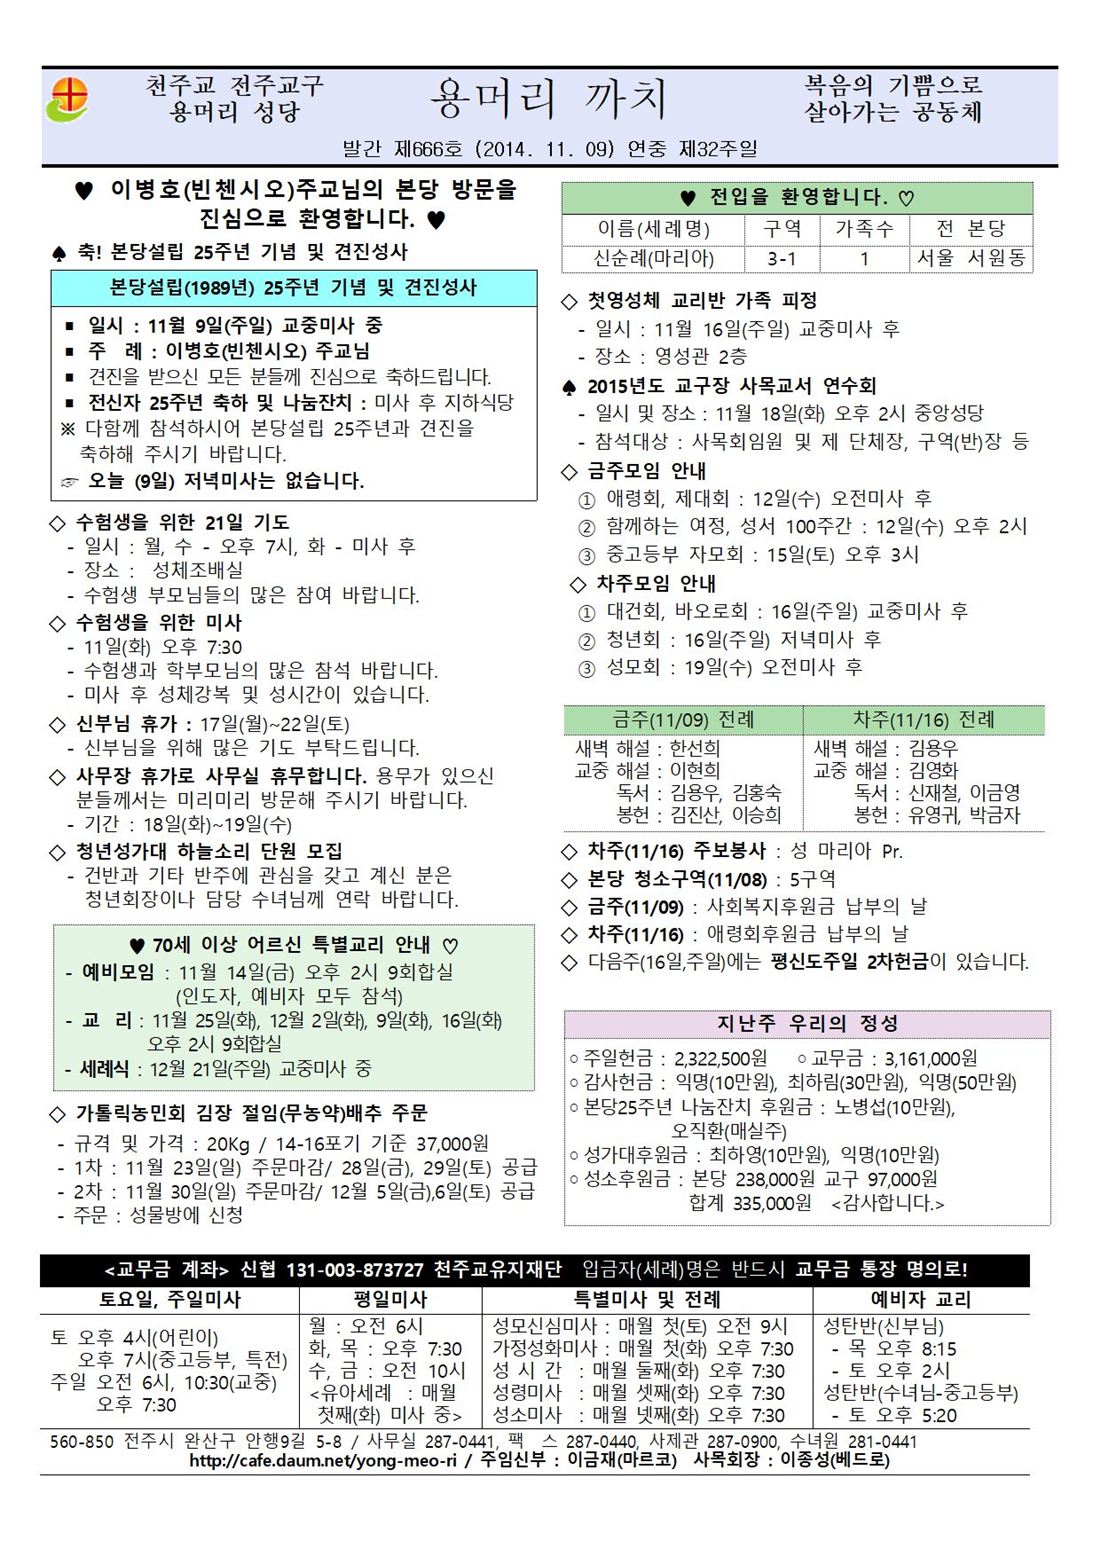 천주교 전주교구
용머리 성당
용머리 까치
복음의 기쁨으로
살아가는 공동체
발간 제666호 (2014. 11. 09) 연중 제32주일
♥ 이병호(빈첸시오)주교님의 본당 방문을
진심으로 환영합니다. ♥
♠ 축! 본당설립 25주년 기념 및 견진성사
본당설립(1989년) 25주년 기념 및 견진성사
▪ 일시 : 11월 9일(주일) 교중미사 중
▪ 주 례 : 이병호(빈첸시오) 주교님
▪ 견진을 받으신 모든 분들께 진심으로 축하드립니다.
▪ 전신자 25주년 축하 및 나눔잔치 : 미사 후 지하식당
※ 다함께 참석하시어 본당설립 25주년과 견진을
축하해 주시기 바랍니다.
☞ 오늘 (9일) 저녁미사는 없습니다.
◇ 수험생을 위한 21일 기도
- 일시 : 월, 수 - 오후 7시, 화 - 미사 후
- 장소 : 성체조배실
- 수험생 부모님들의 많은 참여 바랍니다.
◇ 수험생을 위한 미사
- 11일(화) 오후 7:30
- 수험생과 학부모님의 많은 참석 바랍니다.
- 미사 후 성체강복 및 성시간이 있습니다.
◇ 신부님 휴가 : 17일(월)~22일(토)
- 신부님을 위해 많은 기도 부탁드립니다.
◇ 사무장 휴가로 사무실 휴무합니다. 용무가 있으신
분들께서는 미리미리 방문해 주시기 바랍니다.
- 기간 : 18일(화)~19일(수)
◇ 청년성가대 하늘소리 단원 모집
- 건반과 기타 반주에 관심을 갖고 계신 분은
청년회장이나 담당 수녀님께 연락 바랍니다.
♥ 70세 이상 어르신 특별교리 안내 ♡
- 예비모임 : 11월 14일(금) 오후 2시 9회합실
(인도자, 예비자 모두 참석)
- 교 리 : 11월 25일(화), 12월 2일(화), 9일(화), 16일(화)
오후 2시 9회합실
- 세례식 : 12월 21일(주일) 교중미사 중
◇ 가톨릭농민회 김장 절임(무농약)배추 주문
- 규격 및 가격 : 20Kg / 14-16포기 기준 37,000원
- 1차 : 11월 23일(일) 주문마감/ 28일(금), 29일(토) 공급
- 2차 : 11월 30일(일) 주문마감/ 12월 5일(금),6일(토) 공급
- 주문 : 성물방에 신청
♥ 전입을 환영합니다. ♡
이름(세례명) 구역 가족수 전 본당
신순례(마리아) 3-1 1 서울 서원동
◇ 첫영성체 교리반 가족 피정
- 일시 : 11월 16일(주일) 교중미사 후
- 장소 : 영성관 2층
♠ 2015년도 교구장 사목교서 연수회
- 일시 및 장소 : 11월 18일(화) 오후 2시 중앙성당
- 참석대상 : 사목회임원 및 제 단체장, 구역(반)장 등
◇ 금주모임 안내
① 애령회, 제대회 : 12일(수) 오전미사 후
② 함께하는 여정, 성서 100주간 : 12일(수) 오후 2시
③ 중고등부 자모회 : 15일(토) 오후 3시
◇ 차주모임 안내
① 대건회, 바오로회 : 16일(주일) 교중미사 후
② 청년회 : 16일(주일) 저녁미사 후
③ 성모회 : 19일(수) 오전미사 후
금주(11/09) 전례 차주(11/16) 전례
새벽 해설 : 한선희 새벽 해설 : 김용우
교중 해설 : 이현희 교중 해설 : 김영화
독서 : 김용우, 김홍숙 독서 : 신재철, 이금영
봉헌 : 김진산, 이승희 봉헌 : 유영귀, 박금자
◇ 차주(11/16) 주보봉사 : 성 마리아 Pr.
◇ 본당 청소구역(11/08) : 5구역
◇ 금주(11/09) : 사회복지후원금 납부의 날
◇ 차주(11/16) : 애령회후원금 납부의 날
◇ 다음주(16일,주일)에는 평신도주일 2차헌금이 있습니다.
지난주 우리의 정성
○ 주일헌금 : 2,322,500원 ○ 교무금 : 3,161,000원
○ 감사헌금 : 익명(10만원), 최하림(30만원), 익명(50만원)
○ 본당25주년 나눔잔치 후원금 : 노병섭(10만원),
오직환(매실주)
○ 성가대후원금 : 최하영(10만원), 익명(10만원)
○ 성소후원금 : 본당 238,000원 교구 97,000원
합계 335,000원 <감사합니다.>
<교무금 계좌> 신협 131-003-873727 천주교유지재단 입금자(세례)명은 반드시 교무금 통장 명의로!
토요일, 주일미사 평일미사 특별미사 및 전례 예비자 교리
토 오후 4시(어린이)
오후 7시(중고등부, 특전)
주일 오전 6시, 10:30(교중)
오후 7:30
월 : 오전 6시
화, 목 : 오후 7:30
수, 금 : 오전 10시
<유아세례 : 매월
첫째(화) 미사 중>
성모신심미사 : 매월 첫(토) 오전 9시
가정성화미사 : 매월 첫(화) 오후 7:30
성 시 간 : 매월 둘째(화) 오후 7:30
성령미사 : 매월 셋째(화) 오후 7:30
성소미사 : 매월 넷째(화) 오후 7:30
성탄반(신부님)
- 목 오후 8:15
- 토 오후 2시
성탄반(수녀님-중고등부)
- 토 오후 5:20
560-850 전주시 완산구 안행9길 5-8 / 사무실 287-0441, 팩 스 287-0440, 사제관 287-0900, 수녀원 281-0441
http://cafe.daum.net/yong-meo-ri / 주임신부 : 이금재(마르코) 사목회장 : 이종성(베드로)